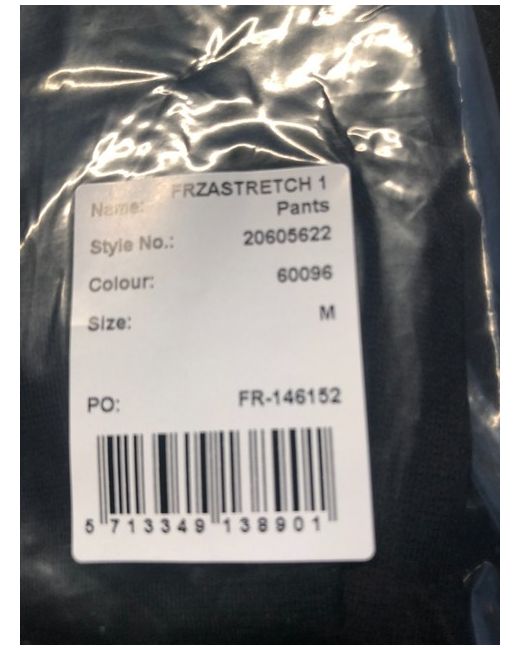 FRZASTRETCH 1
Name: Pants
Style No.: 20605622
Colour: 60096
Size: M
PO: FR-146152
5 713349 138901